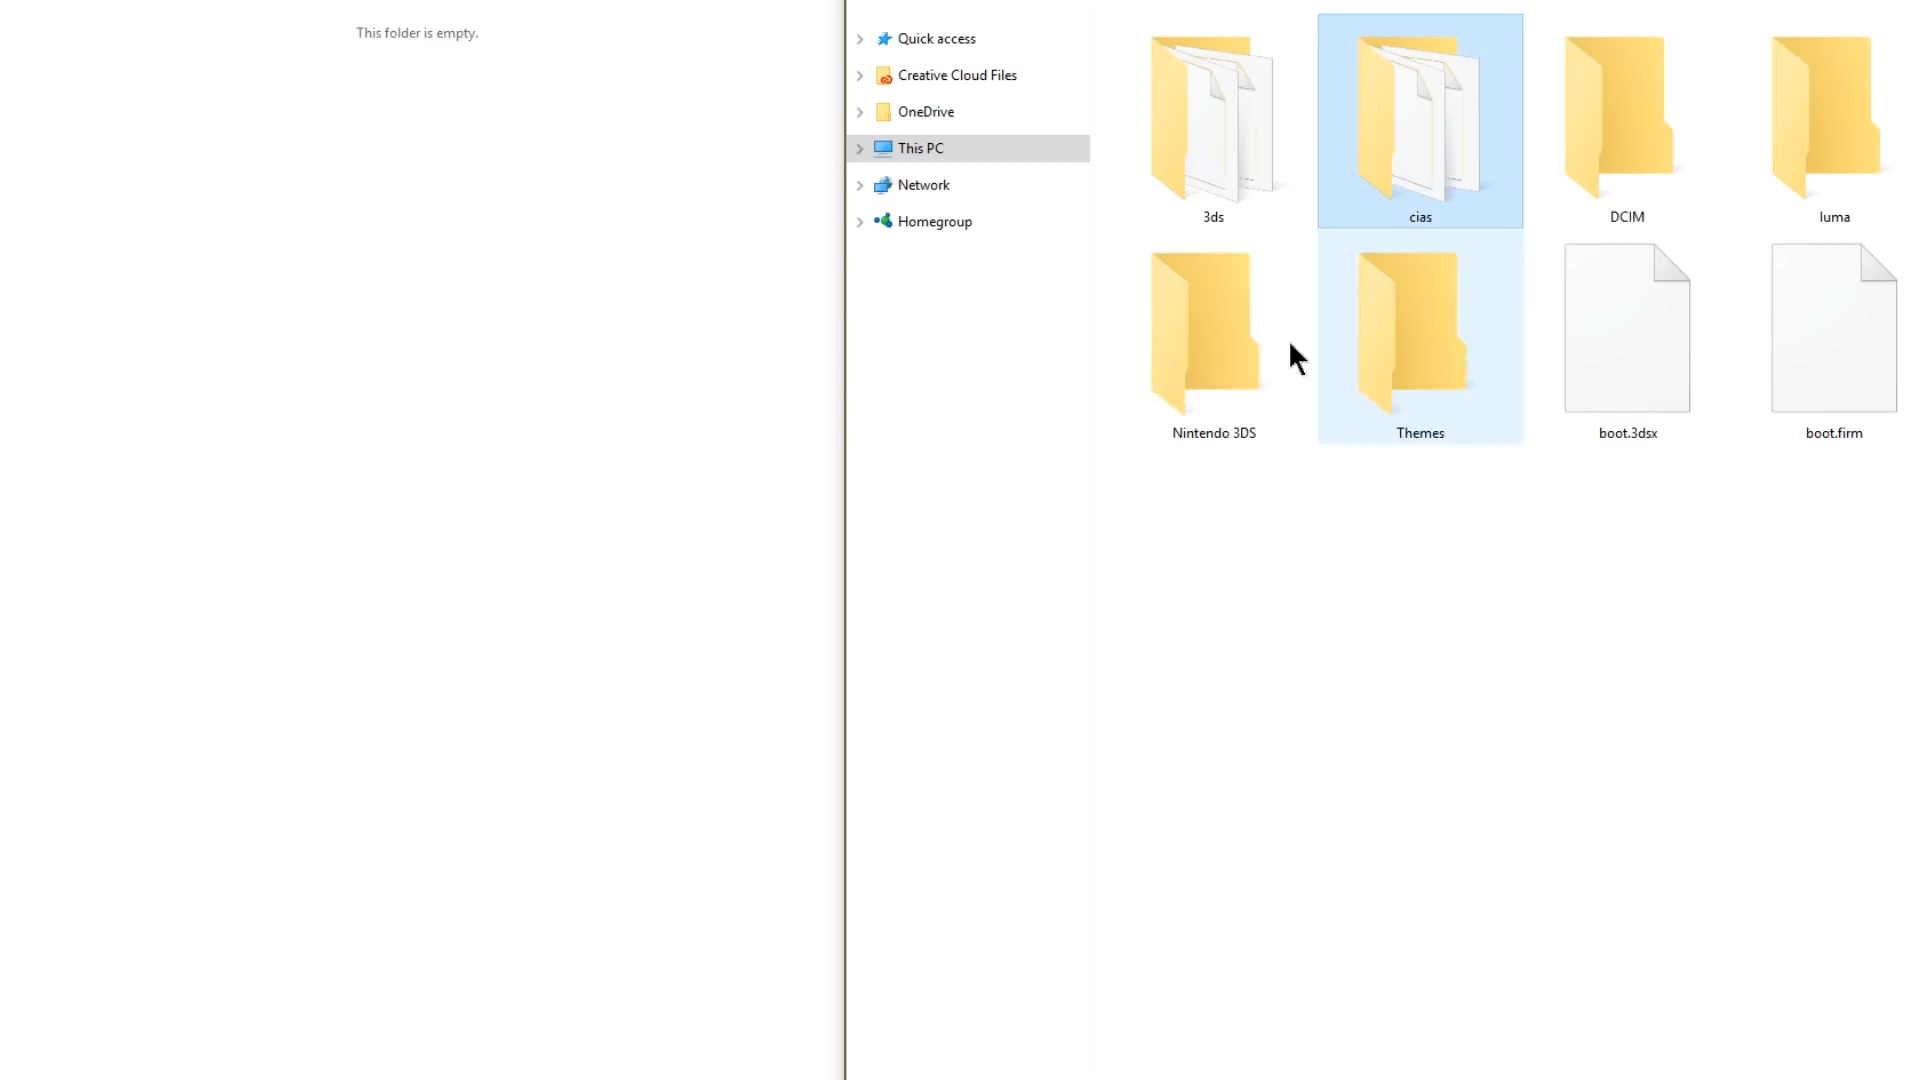 This folder is empty.
Quick access
Creative Cloud Files
OneDrive
This PC
Network
Homegroup
3ds
cias
DCIM
luma
Nintendo 3DS
Themes
boot.3dsx
boot.firm